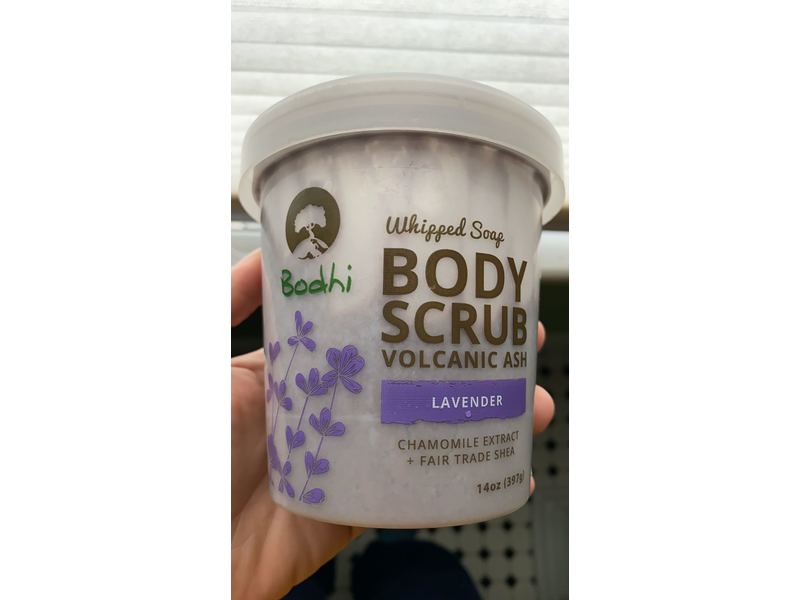 Bodhi
Whipped Soap
BODY
SCRUB
VOLCANIC ASH
LAVENDER
CHAMOMILE EXTRACT
+ FAIR TRADE SHEA
14oz (397g)